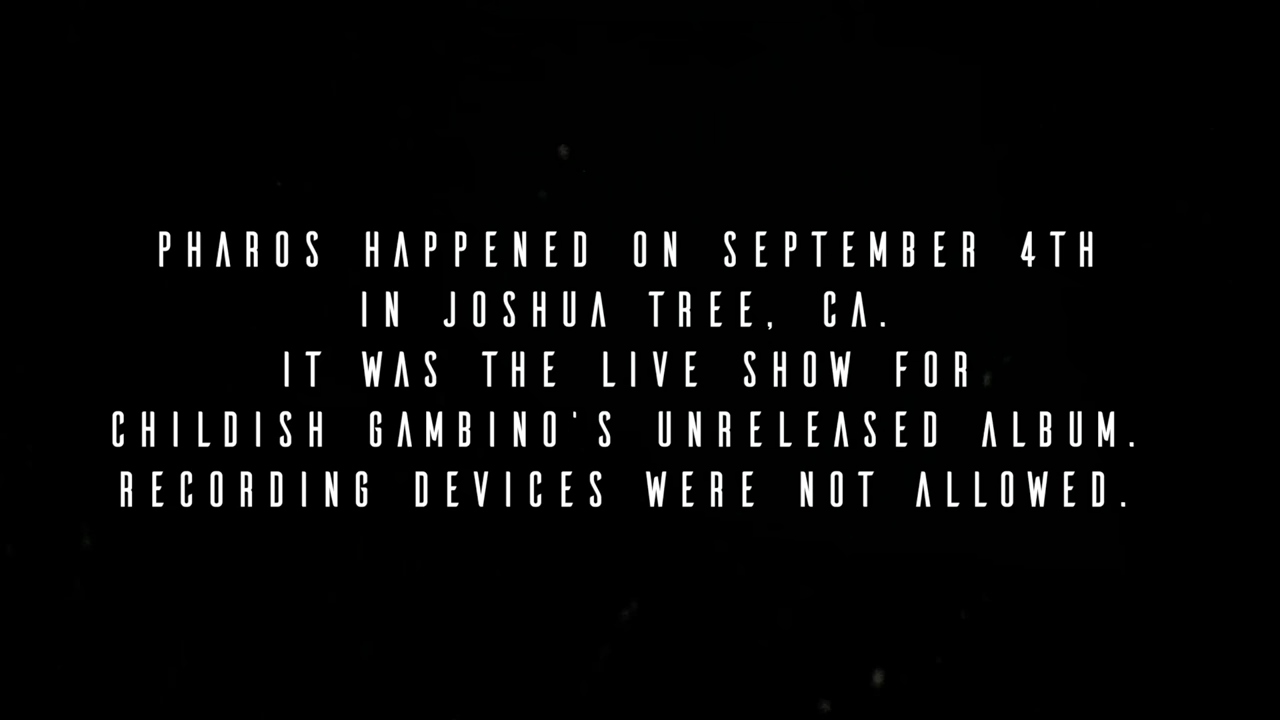 PHAROS HAPPENED ON SEPTEMBER 4TH
IN JOSHUA TREE, CA.
IT WAS THE LIVE SHOW FOR
CHILDISH GAMBINO'S UNRELEASED ALBUM.
RECORDING DEVICES WERE NOT ALLOWED.